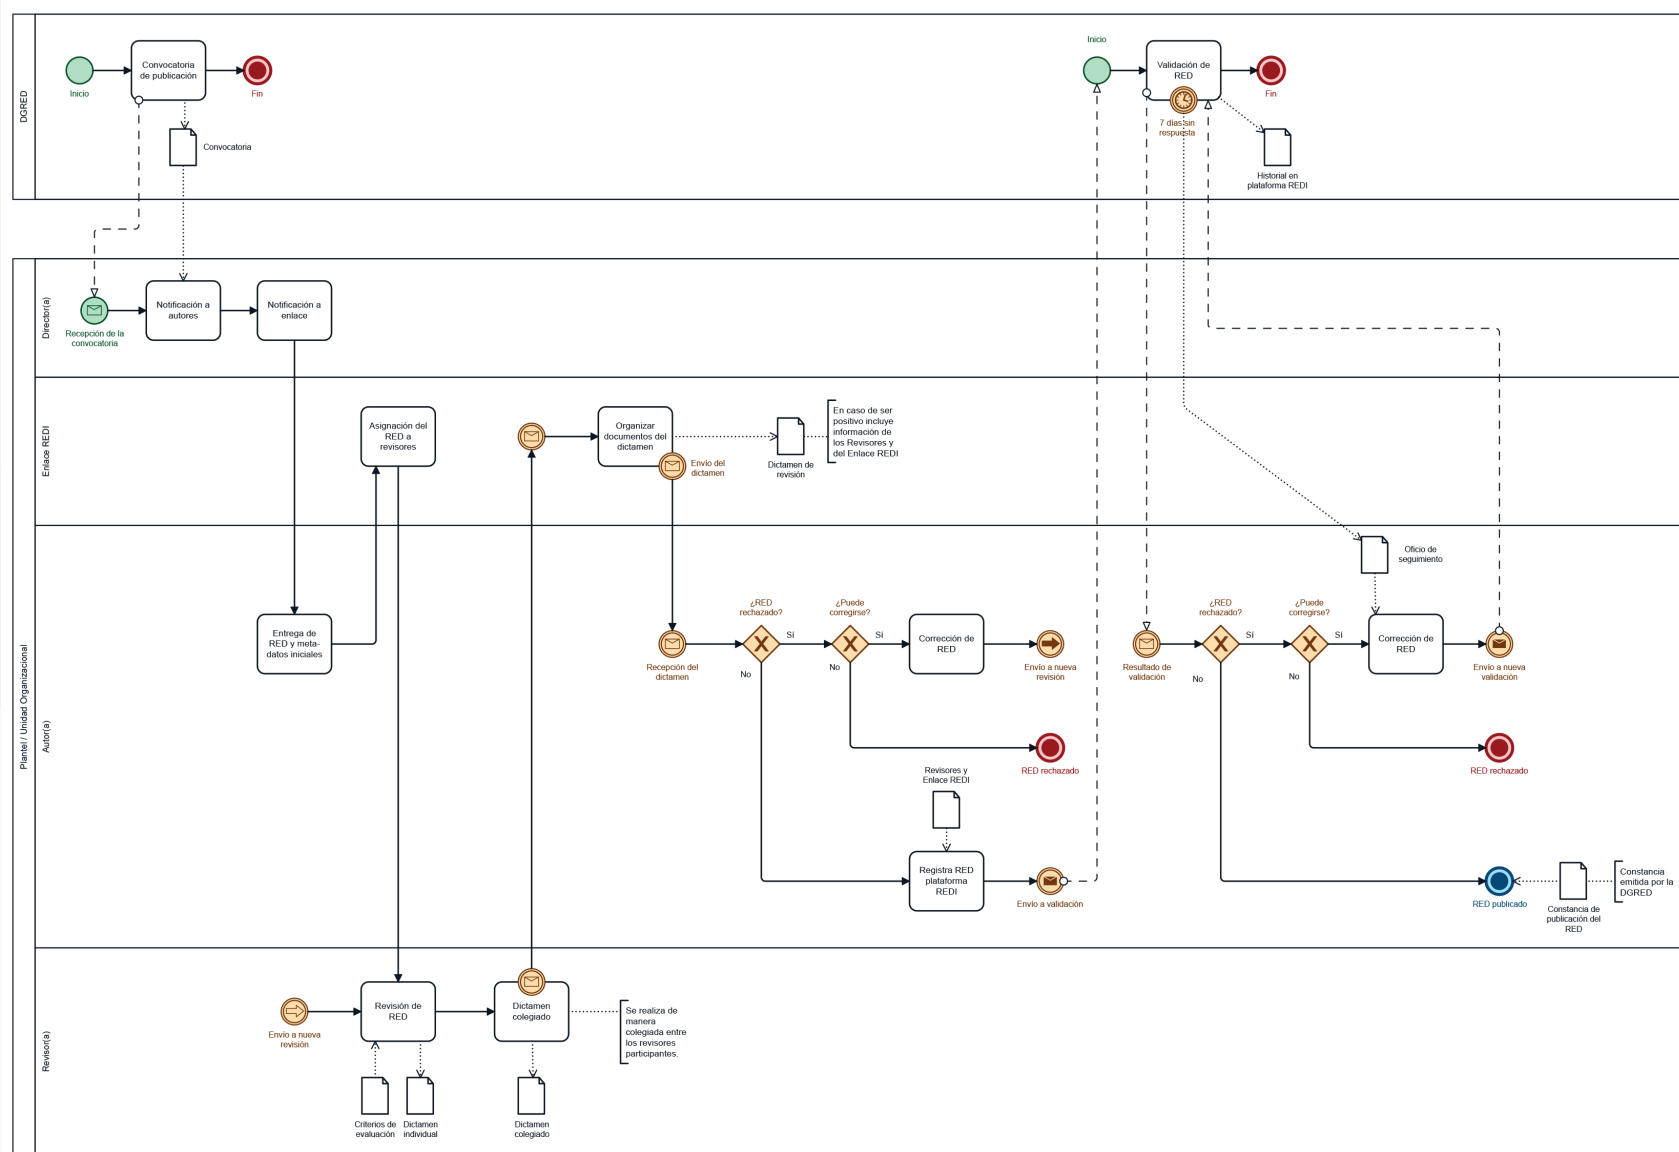 DGRED
Inicio
Convocatoria
de publicación
Fin
Convocatoria
Inicio
Validación de
RED
Fin
7 días sin
respuesta
Historial en
plataforma REDI
Plantel / Unidad Organizacional
Director(a)
Recepción de la
convocatoria
Notificación a
autores
Notificación a
enlace
Enlace REDI
Asignación del
RED a
revisores
Organizar
documentos del
dictamen
Envío del
dictamen
Dictamen de
revisión
En caso de ser
positivo incluye
información de
los Revisores y
del Enlace REDI
Autor(a)
Entrega de
RED y meta-
datos iniciales
Recepción del
dictamen
¿RED
rechazado?
Sí
No
¿Puede
corregirse?
Sí
No
Corrección de
RED
Envío a nueva
revisión
RED rechazado
Revisores y
Enlace REDI
Registra RED
plataforma
REDI
Envío a validación
Resultado de
validación
¿RED
rechazado?
Sí
No
¿Puede
corregirse?
Sí
No
Oficio de
seguimiento
Corrección de
RED
Envío a nueva
validación
RED rechazado
RED publicado
Constancia de
publicación del
RED
Constancia
emitida por la
DGRED
Revisor(a)
Envío a nueva
revisión
Revisión de
RED
Dictamen
colegiado
Se realiza de
manera
colegiada entre
los revisores
participantes.
Criterios de
evaluación
Dictamen
individual
Dictamen
colegiado